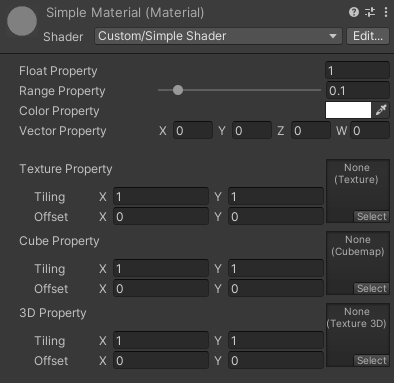 Simple Material (Material)
Shader Custom/Simple Shader Edit...
Float Property 1
Range Property 0.1
Color Property
Vector Property X 0 Y 0 Z 0 W 0
Texture Property None
(Texture)
Tiling X 1 Y 1
Offset X 0 Y 0 Select
Cube Property None
(Cubemap)
Tiling X 1 Y 1
Offset X 0 Y 0 Select
3D Property None
(Texture 3D)
Tiling X 1 Y 1
Offset X 0 Y 0 Select